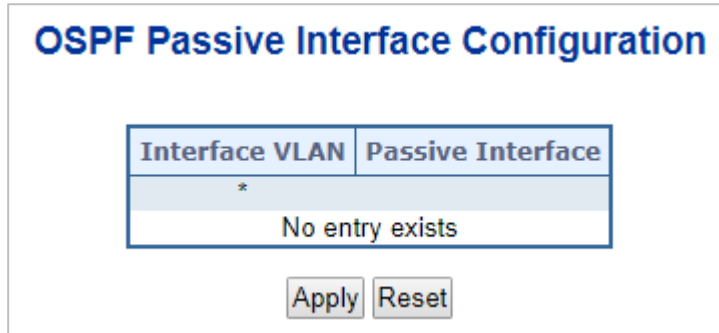 OSPF Passive Interface Configuration
Interface VLAN Passive Interface
*
No entry exists
Apply Reset